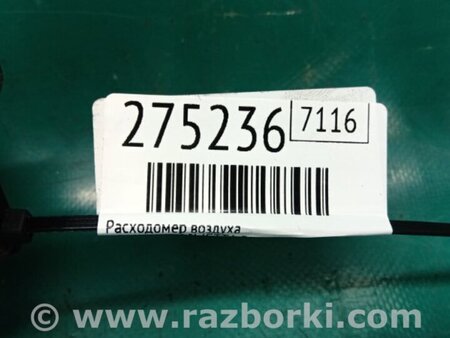 275236 7116
Расходомер воздуха
© www.razborki.com